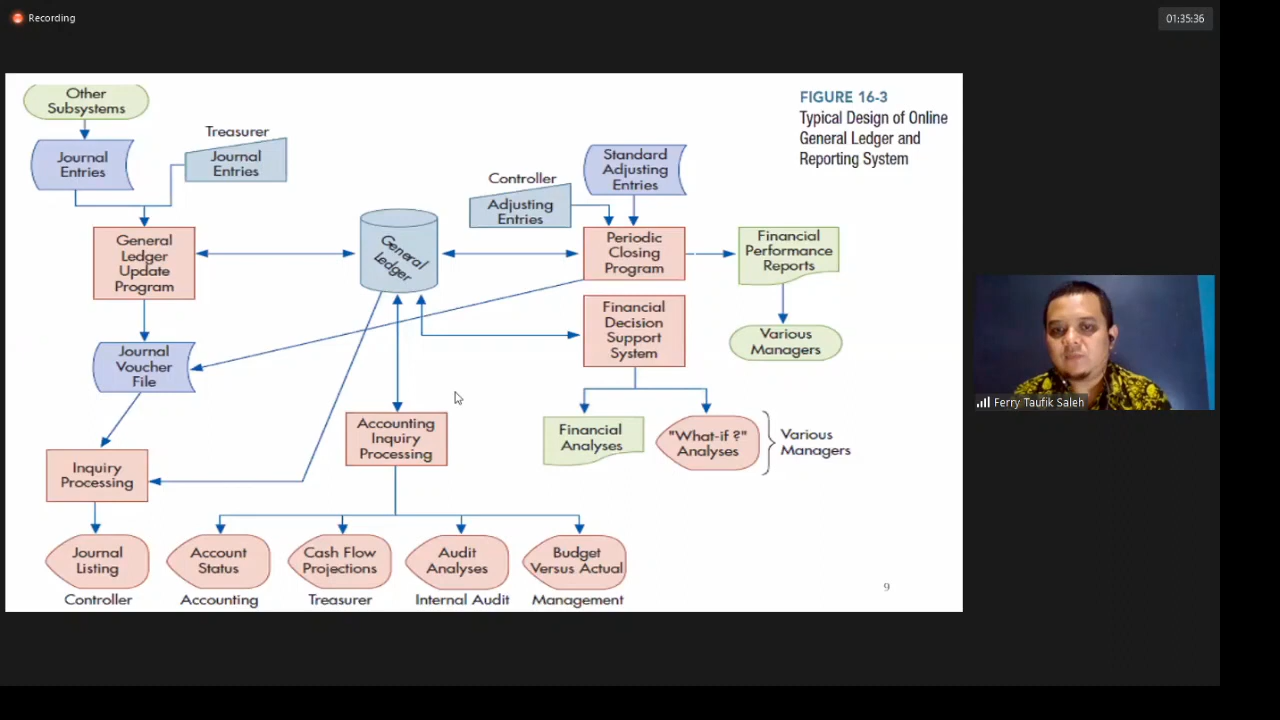 Recording
01:35:36
FIGURE 16-3
Typical Design of Online
General Ledger and
Reporting System
Other
Subsystems
Treasurer
Journal
Entries
Journal
Entries
Standard
Adjusting
Entries
Controller
Adjusting
Entries
General
Ledger
Update
Program
General
Ledger
Periodic
Closing
Program
Financial
Performance
Reports
Financial
Decision
Support
System
Various
Managers
Journal
Voucher
File
Ferry Taufik Saleh
Accounting
Inquiry
Processing
Financial
Analyses
"What-if ?"
Analyses
Various
Managers
Inquiry
Processing
Journal
Listing
Account
Status
Cash Flow
Projections
Audit
Analyses
Budget
Versus Actual
Controller
Accounting
Treasurer
Internal Audit
Management
9